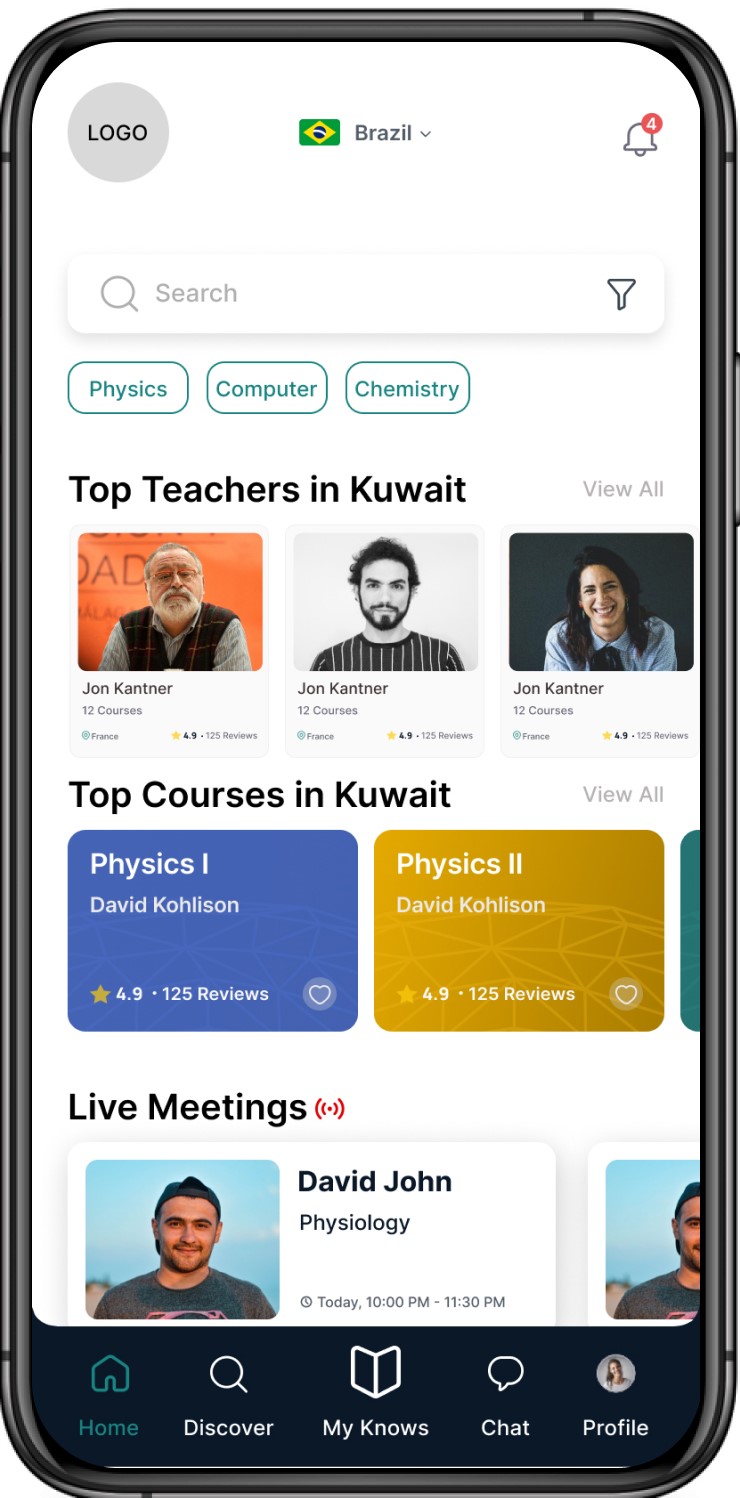 LOGO
Brazil
4
Search
Physics
Computer
Chemistry
Top Teachers in Kuwait
View All
Jon Kantner
12 Courses
France
4.9 • 125 Reviews
Jon Kantner
12 Courses
France
4.9 • 125 Reviews
Jon Kantner
12 Courses
France
4.9 • 125 Reviews
Top Courses in Kuwait
View All
Physics I
David Kohlison
4.9 • 125 Reviews
Physics II
David Kohlison
4.9 • 125 Reviews
Live Meetings
David John
Physiology
Today, 10:00 PM - 11:30 PM
Home
Discover
My Knows
Chat
Profile